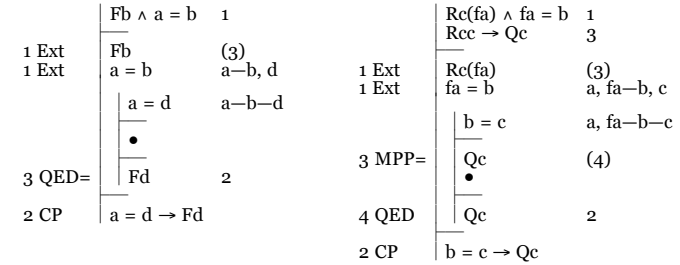 Fb ∧ a = b 1
1 Ext Fb (3)
1 Ext a = b a—b, d
a = d a—b—d
●
3 QED= Fd 2
2 CP a = d → Fd
Rc(fa) ∧ fa = b 1
Rcc → Qc 3
1 Ext Rc(fa) (3)
1 Ext fa = b a, fa—b, c
b = c a, fa—b—c
3 MPP= Qc (4)
●
4 QED Qc 2
2 CP b = c → Qc